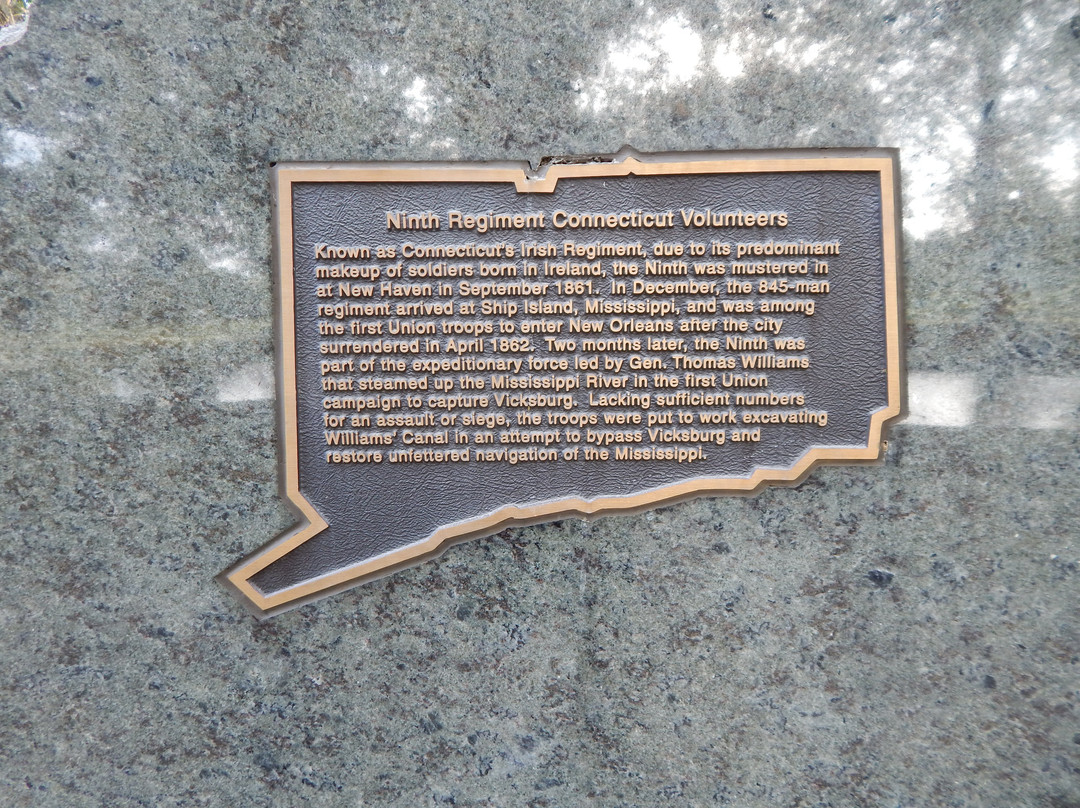 Ninth Regiment Connecticut Volunteers
Known as Connecticut's Irish Regiment, due to its predominant
makeup of soldiers born in Ireland, the Ninth was mustered in
at New Haven in September 1861. In December, the 845-man
regiment arrived at Ship Island, Mississippi, and was among
the first Union troops to enter New Orleans after the city
surrendered in April 1862. Two months later, the Ninth was
part of the expeditionary force led by Gen. Thomas Williams
that steamed up the Mississippi River in the first Union
campaign to capture Vicksburg. Lacking sufficient numbers
for an assault or siege, the troops were put to work excavating
Williams' Canal in an attempt to bypass Vicksburg and
restore unfettered navigation of the Mississippi.